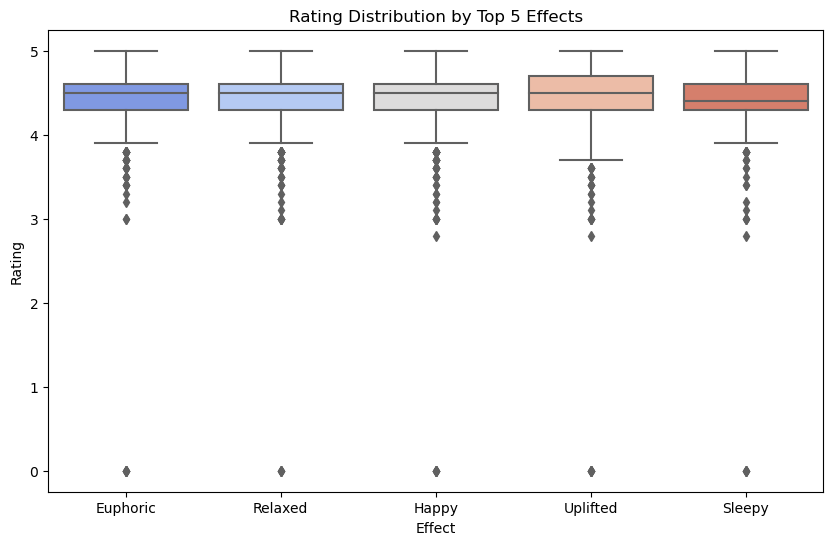 Rating Distribution by Top 5 Effects
Rating
5
4
3
2
1
0
Euphoric Relaxed Happy Uplifted Sleepy
Effect